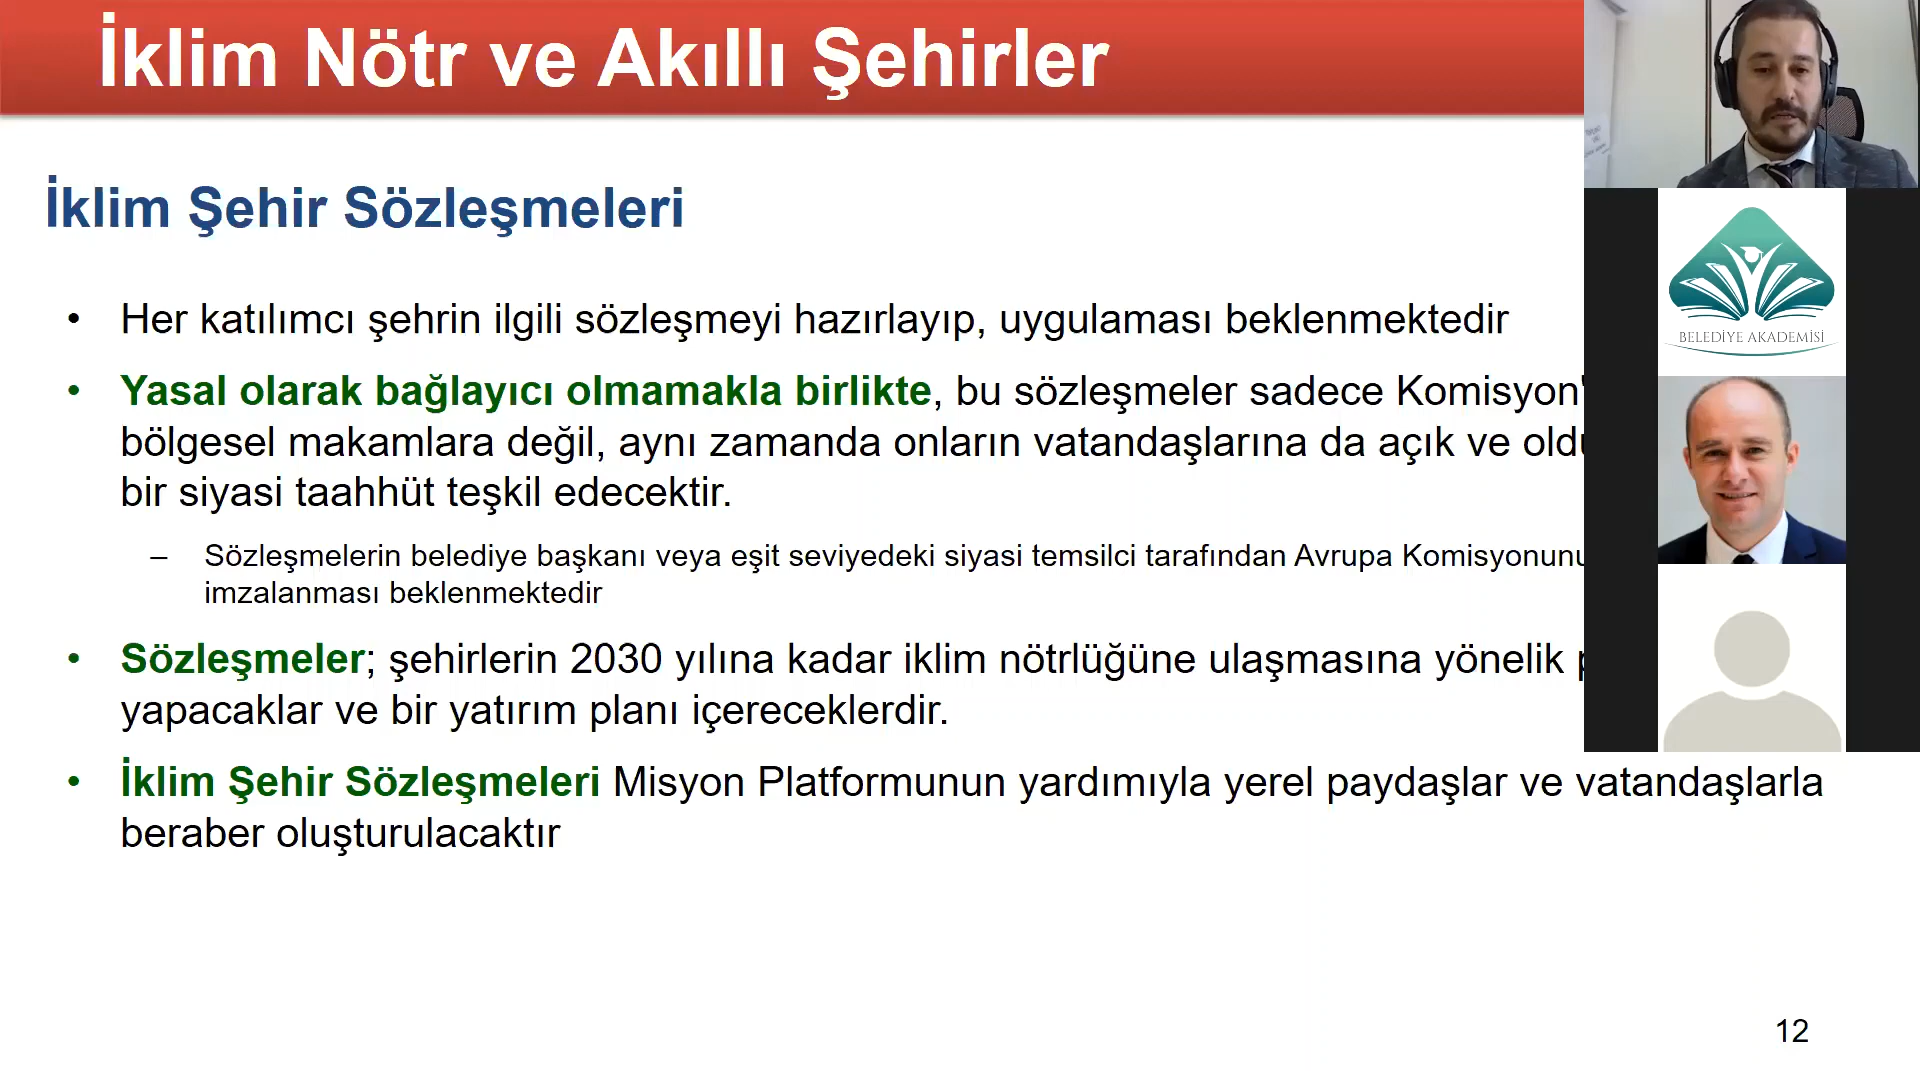 İklim Nötr ve Akıllı Şehirler
İklim Şehir Sözleşmeleri
• Her katılımcı şehrin ilgili sözleşmeyi hazırlayıp, uygulaması beklenmektedir
• Yasal olarak bağlayıcı olmamakla birlikte, bu sözleşmeler sadece
bölgesel makamlara değil, aynı zamanda onların vatandaşlarına da açık ve
bir siyasi taahhüt teşkil edecektir.
– Sözleşmelerin belediye başkanı veya eşit seviyedeki siyasi temsilci tarafından Avrupa
imzalanması beklenmektedir
• Sözleşmeler; şehirlerin 2030 yılına kadar iklim nötrlüğüne ulaşmasına yönelik
yapacaklar ve bir yatırım planı içereceklerdir.
• İklim Şehir Sözleşmeleri Misyon Platformunun yardımıyla yerel paydaşlar ve vatandaşlarla
beraber oluşturulacaktır
BELEDİYE AKADEMİSİ
12